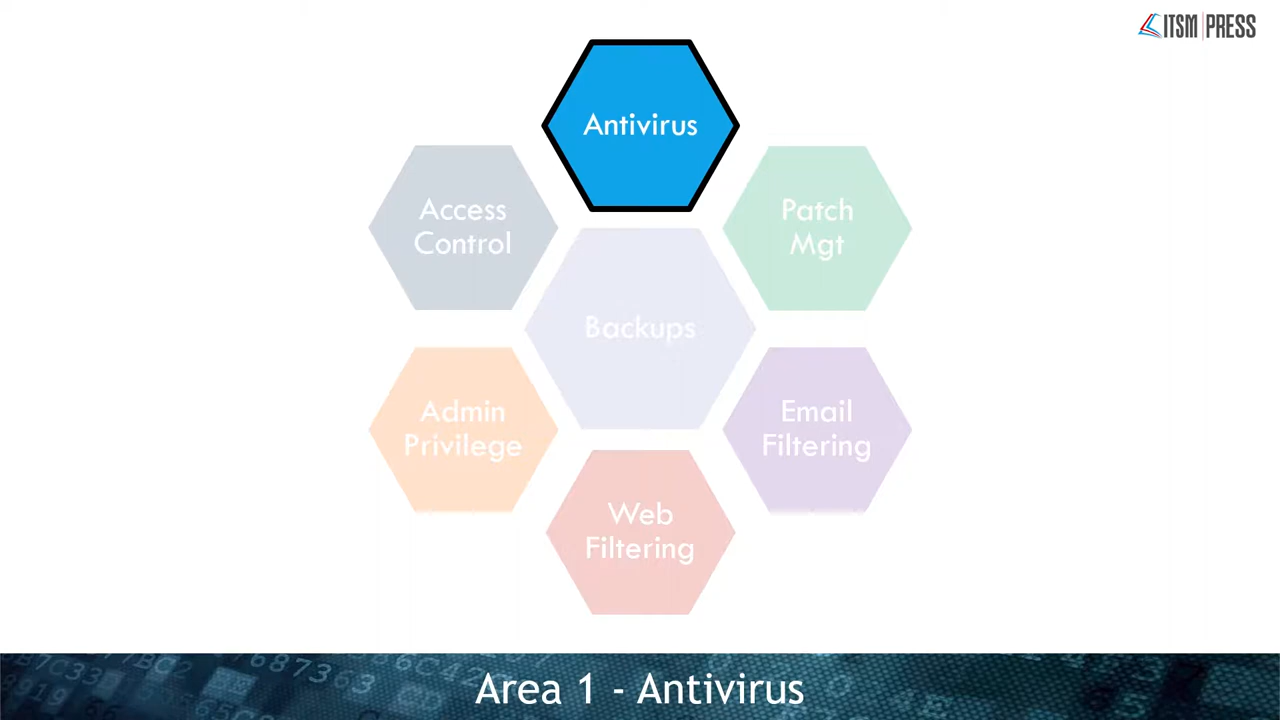 ITSM PRESS
Antivirus
Access
Control
Patch
Mgt
Backups
Admin
Privilege
Email
Filtering
Web
Filtering
Area 1 - Antivirus